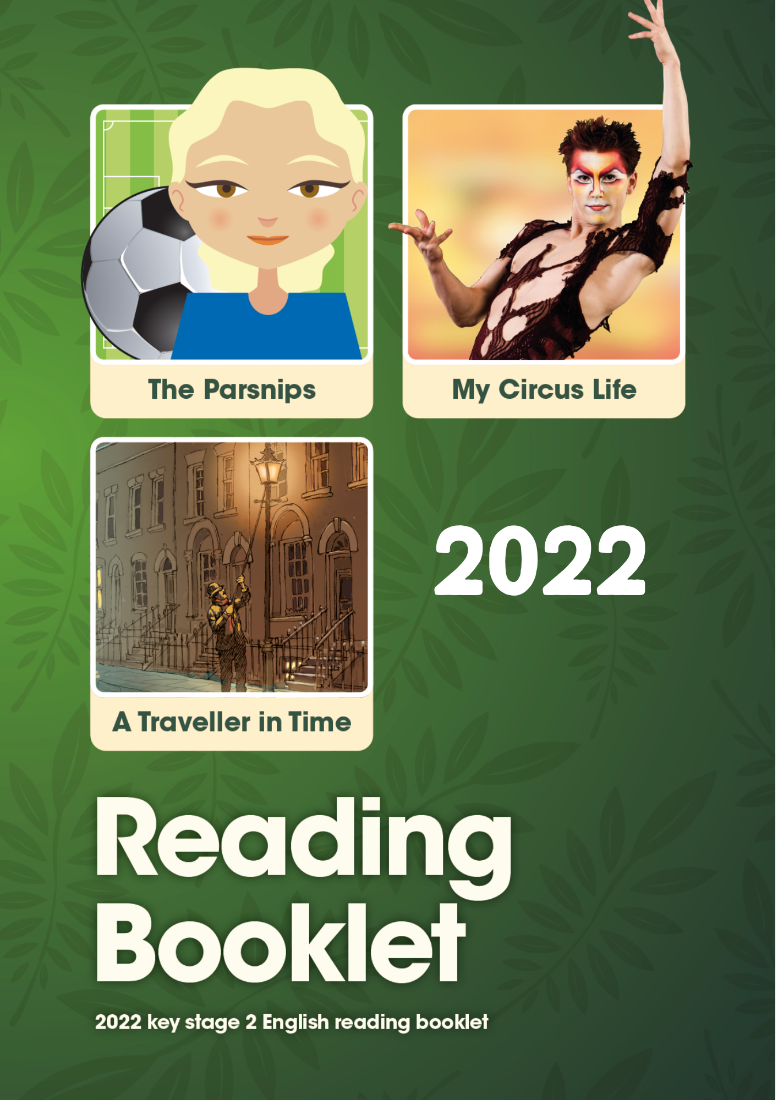 The Parsnips
My Circus Life
A Traveller in Time
2022
Reading
Booklet
2022 key stage 2 English reading booklet